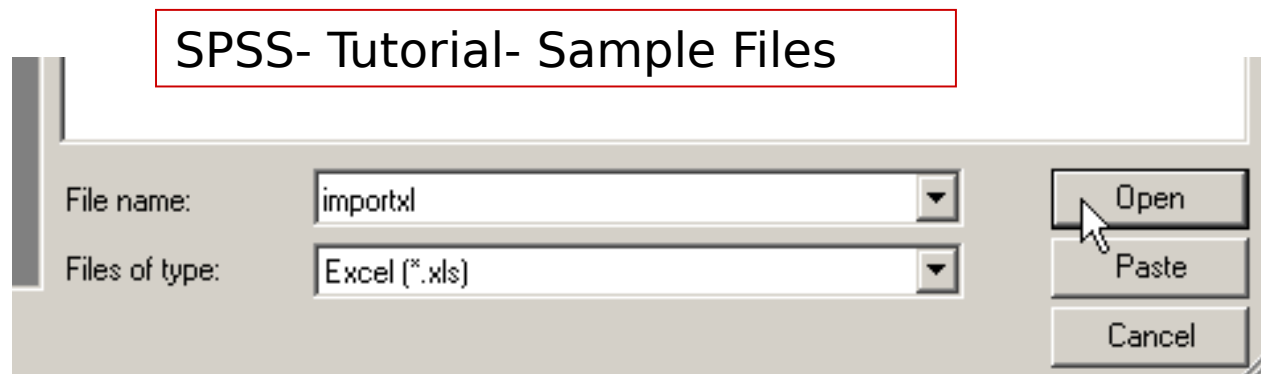 SPSS- Tutorial- Sample Files
File name: importxl Open
Files of type: Excel (*.xls) Paste
Cancel